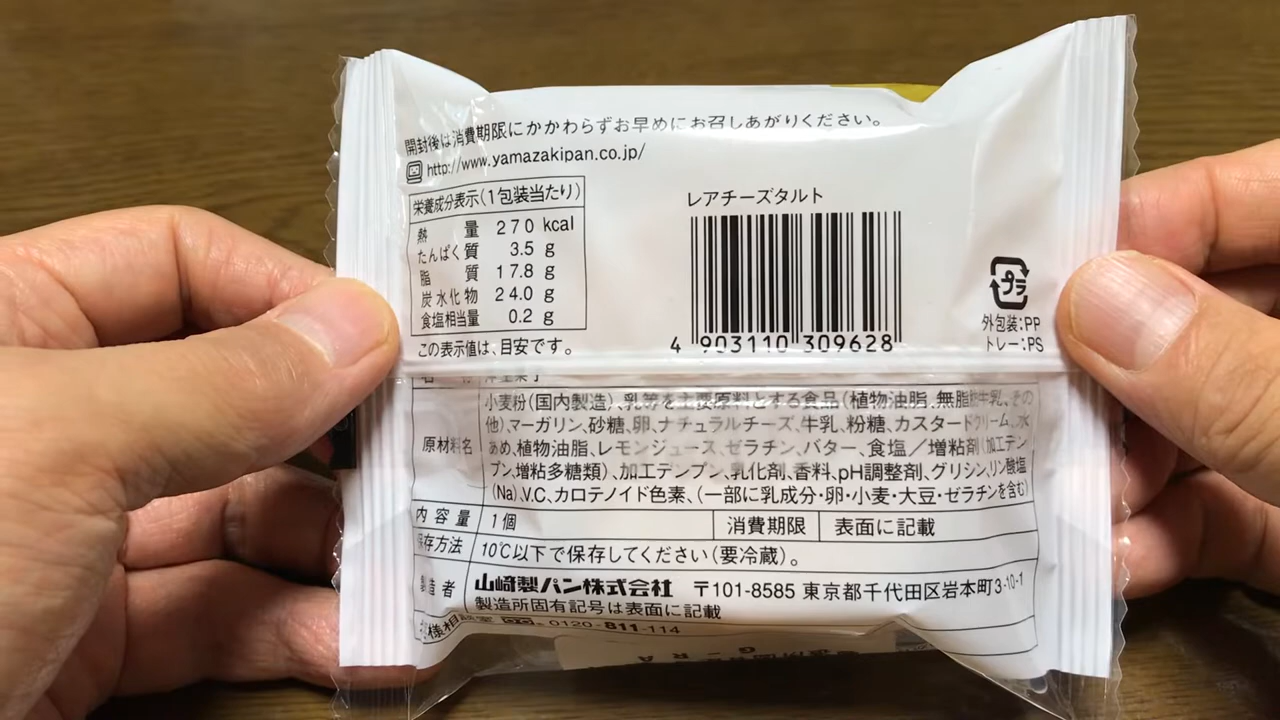 開封後は消費期限にかかわらずお早めにお召しあがりください。
http://www.yamazakipan.co.jp/
栄養成分表示(1包装当たり)
熱量 270 kcal
たんぱく質 3.5 g
脂質 17.8 g
炭水化物 24.0 g
食塩相当量 0.2 g
この表示値は、目安です。
レアチーズタルト
4 903110 309628
プラ
外包装:PP
トレー:PS
原材料名
小麦粉(国内製造)、乳等を主要原料とする食品(植物油脂、無脂肪牛乳、その
他)、マーガリン、砂糖、卵、ナチュラルチーズ、牛乳、粉糖、カスタードクリーム、水
あめ、植物油脂、レモンジュース、ゼラチン、バター、食塩/増粘剤(加工デン
プン、増粘多糖類)、加工デンプン、乳化剤、香料、pH調整剤、グリシン、リン酸塩
(Na)、V.C、カロテノイド色素、(一部に乳成分・卵・小麦・大豆・ゼラチンを含む)
内容量 1個 消費期限 表面に記載
保存方法 10℃以下で保存してください(要冷蔵)。
製造者 山崎製パン株式会社 〒101-8585 東京都千代田区岩本町3-10-1
製造所固有記号は表面に記載
お客様相談室 0120-811-114